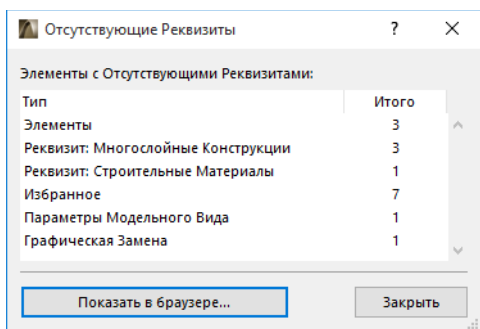 Отсутствующие Реквизиты ?
Элементы с Отсутствующими Реквизитами:
Тип Итого
Элементы 3
Реквизит: Многослойные Конструкции 3
Реквизит: Строительные Материалы 1
Избранное 7
Параметры Модельного Вида 1
Графическая Замена 1
Показать в браузере... Закрыть